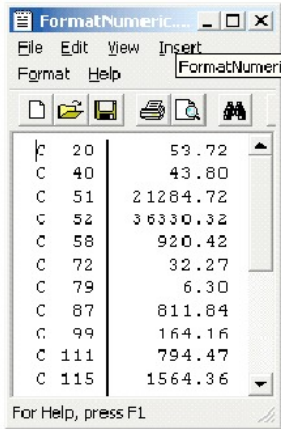 FormatNumeric....
File Edit View Insert
Format Help
FormatNumeri
C 20 53.72
C 40 43.80
C 51 21284.72
C 52 36330.32
C 58 920.42
C 72 32.27
C 79 6.30
C 87 811.84
C 99 164.16
C 111 794.47
C 115 1564.36
For Help, press F1